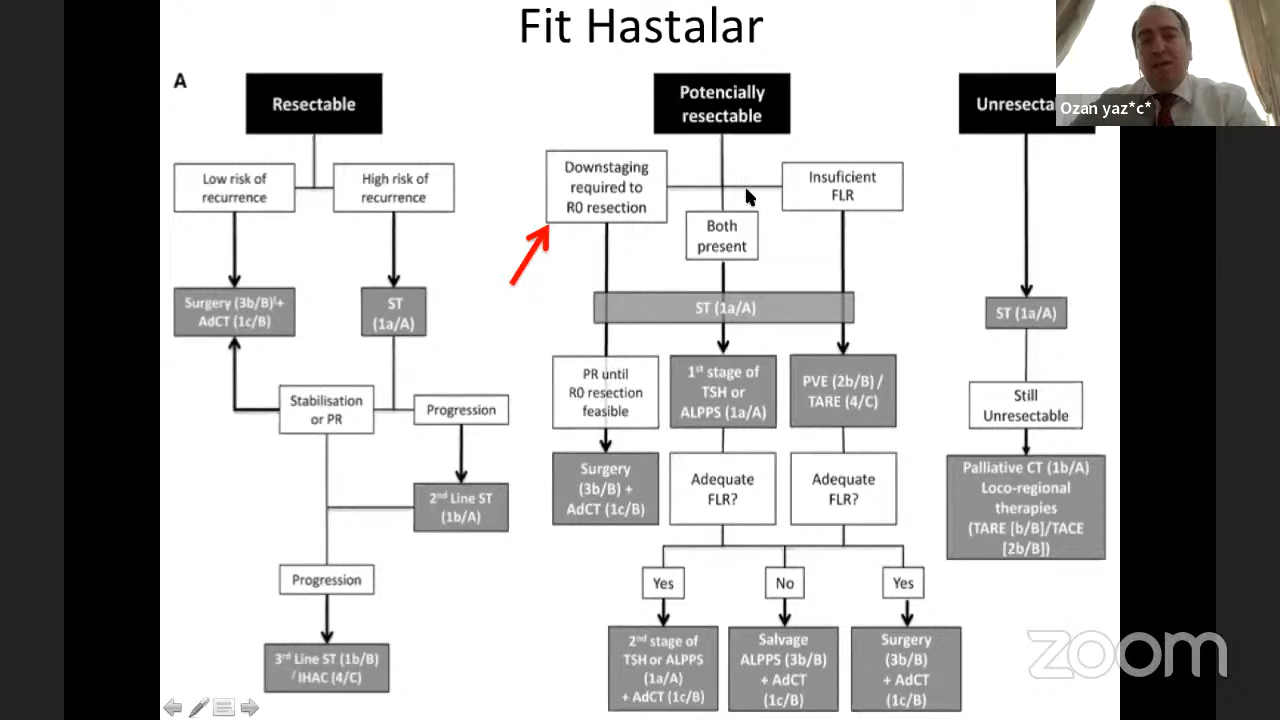 Fit Hastalar
A
Resectable
Potencially
resectable
Unresecta
Ozan yaz*c*
Low risk of
recurrence
High risk of
recurrence
Downstaging
required to
R0 resection
Both
present
Insuficient
FLR
Surgery (3b/B)+
AdCT (1c/B)
ST
(1a/A)
ST (1a/A)
ST (1a/A)
Stabilisation
or PR
Progression
PR until
R0 resection
feasible
1st stage of
TSH or
ALPPS (1a/A)
PVE (2b/B) /
TARE (4/C)
Still
Unresectable
2nd Line ST
(1b/A)
Surgery
(3b/B) +
AdCT (1c/B)
Adequate
FLR?
Adequate
FLR?
Palliative CT (1b/A)
Loco-regional
therapies
(TARE [b/B]/TACE
[2b/B])
Progression
Yes
No
Yes
3rd Line ST (1b/B)
/ IHAC (4/C)
2nd stage of
TSH or ALPPS
(1a/A)
+ AdCT (1c/B)
Salvage
ALPPS (3b/B)
+ AdCT
(1c/B)
Surgery
(3b/B)
+ AdCT
(1c/B)
zoom